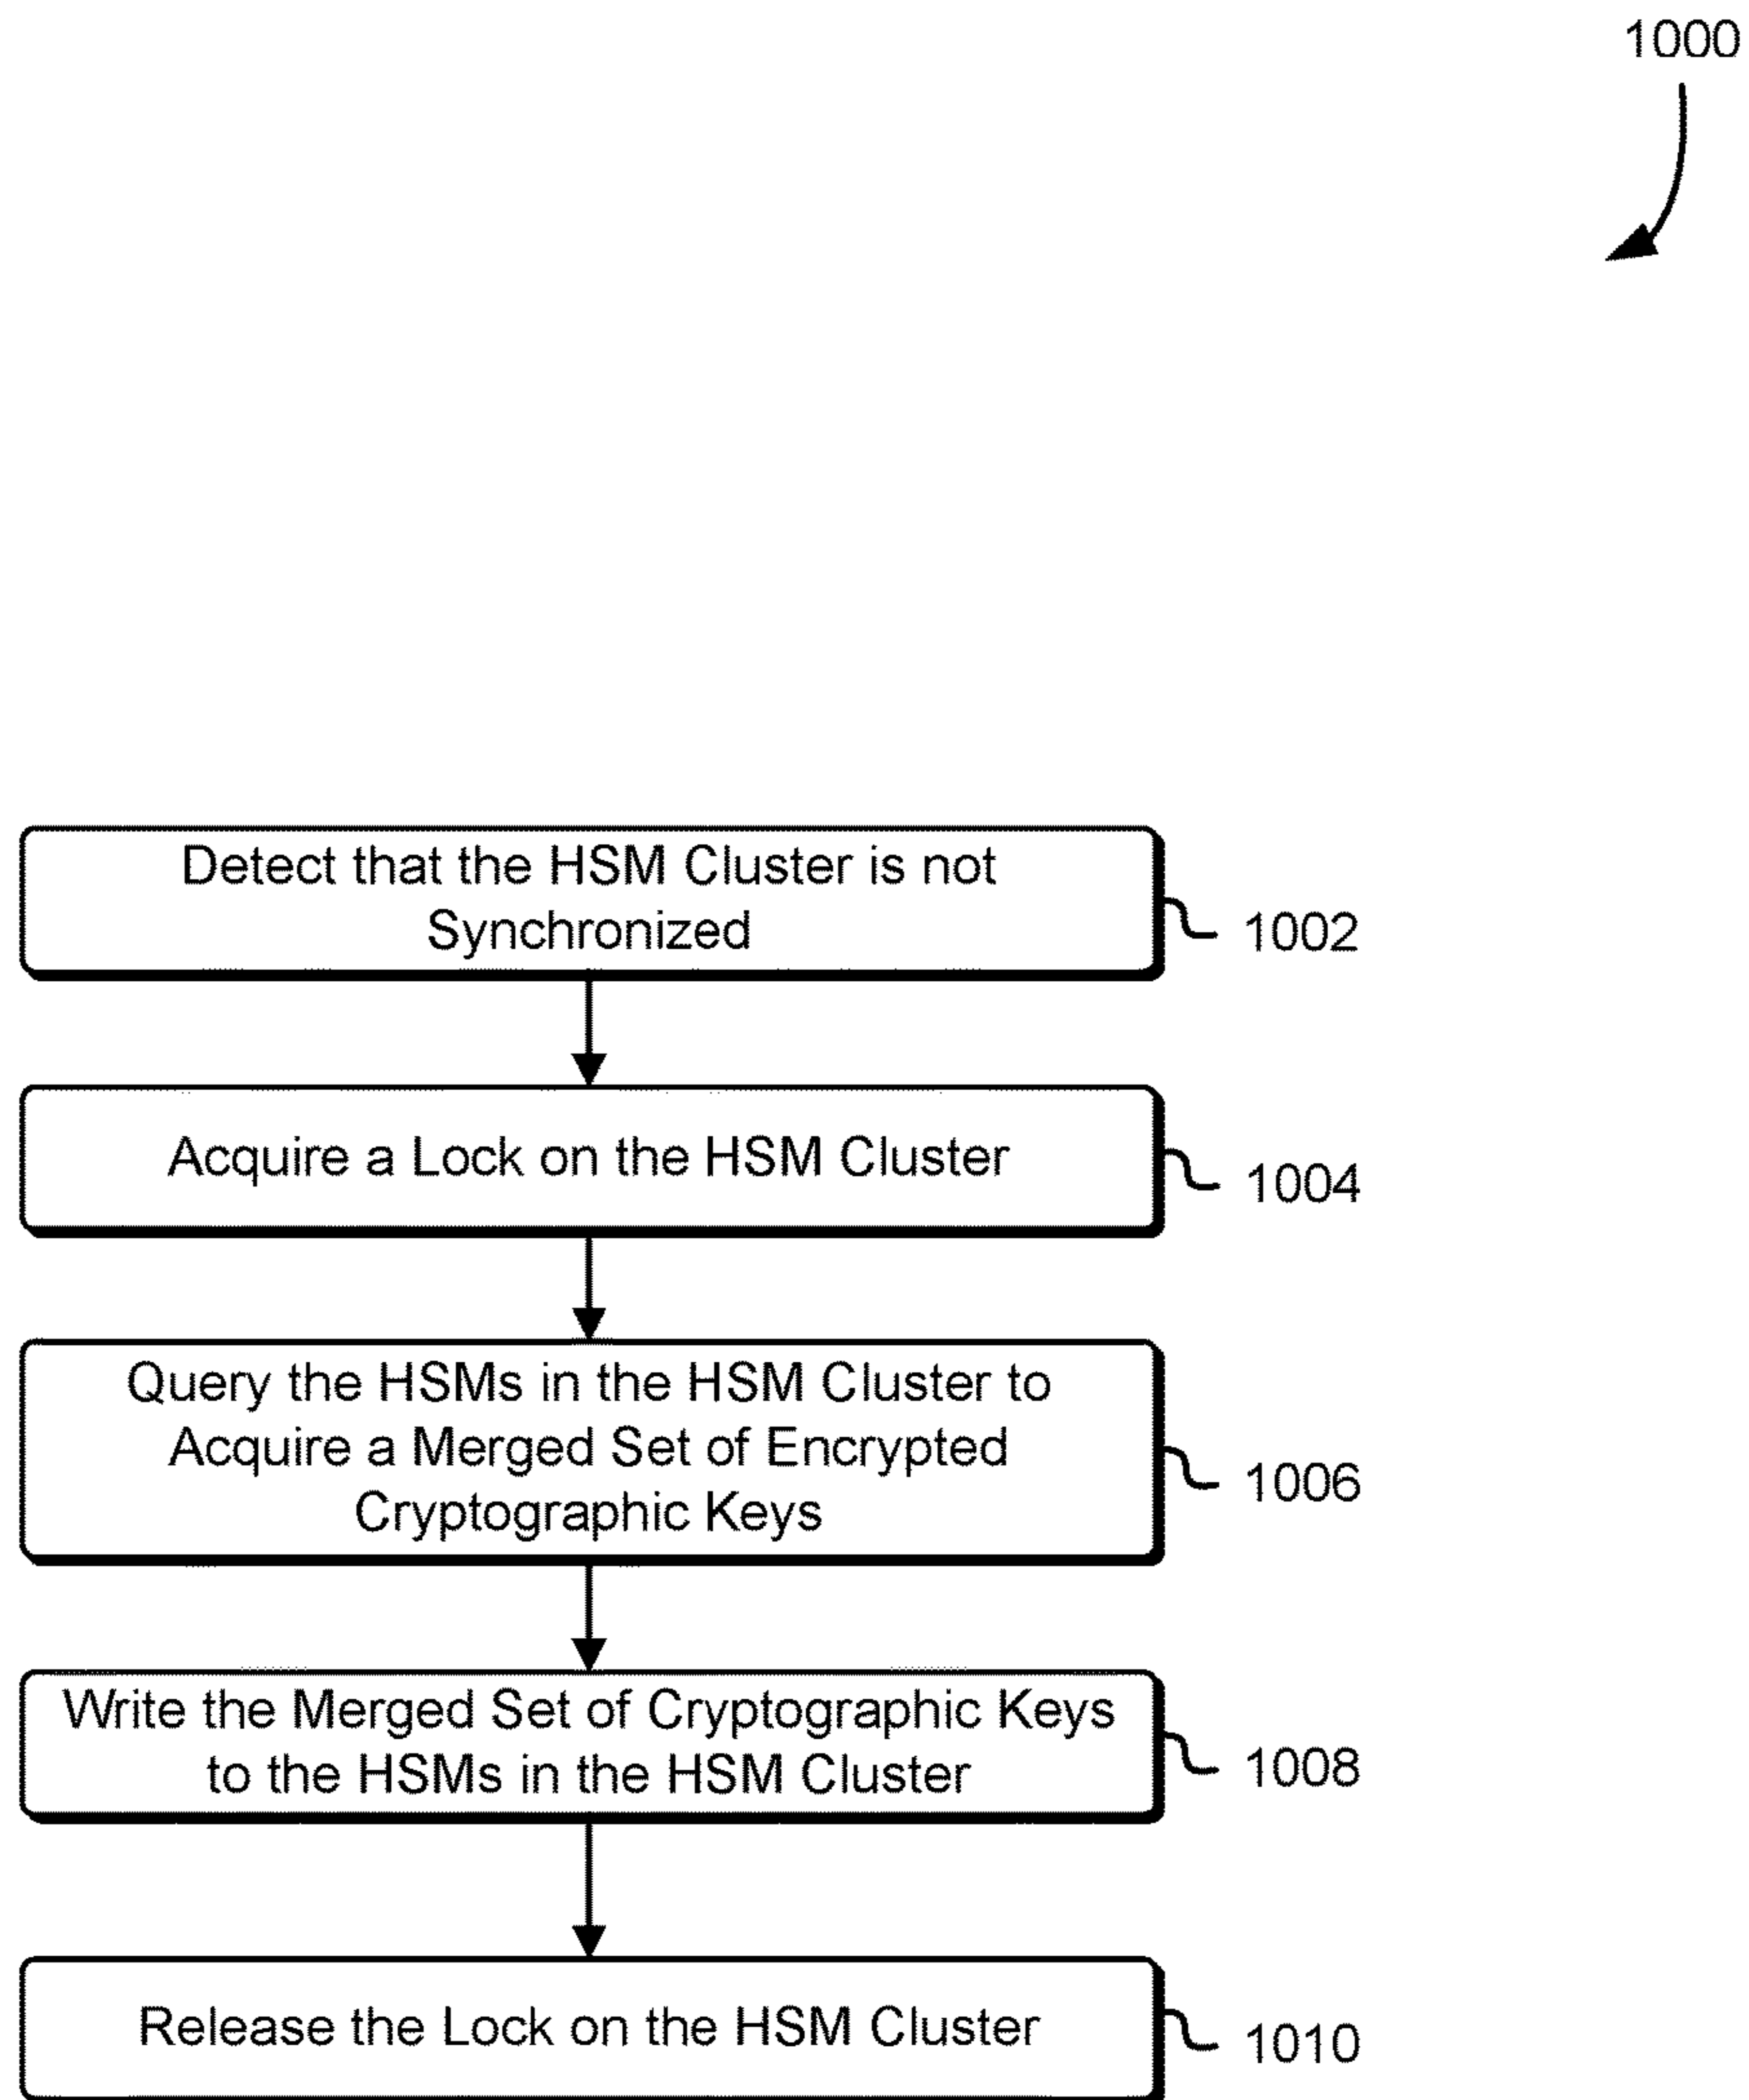 1000
Detect that the HSM Cluster is not
Synchronized
1002
Acquire a Lock on the HSM Cluster
1004
Query the HSMs in the HSM Cluster to
Acquire a Merged Set of Encrypted
Cryptographic Keys
1006
Write the Merged Set of Cryptographic Keys
to the HSMs in the HSM Cluster
1008
Release the Lock on the HSM Cluster
1010